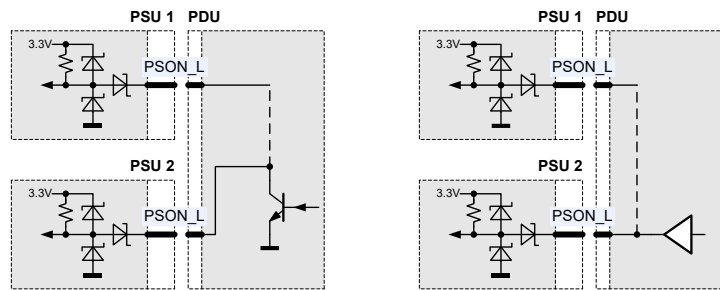 PSU 1 PDU
3.3V
PSON_L
PSU 2
3.3V
PSON_L
PSU 1 PDU
3.3V
PSON_L
PSU 2
3.3V
PSON_L